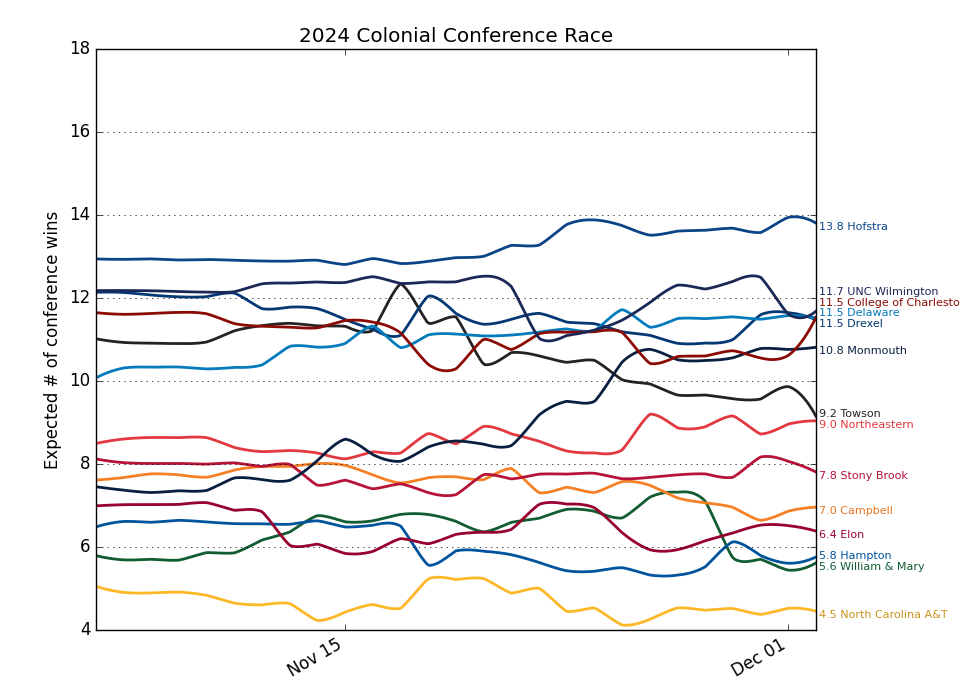 2024 Colonial Conference Race
18
16
14
12
10
8
6
4
Expected # of conference wins
Nov 15
Dec 01
13.8 Hofstra
11.7 UNC Wilmington
11.5 College of Charlesto
11.5 Delaware
11.5 Drexel
10.8 Monmouth
9.2 Towson
9.0 Northeastern
7.8 Stony Brook
7.0 Campbell
6.4 Elon
5.8 Hampton
5.6 William & Mary
4.5 North Carolina A&T